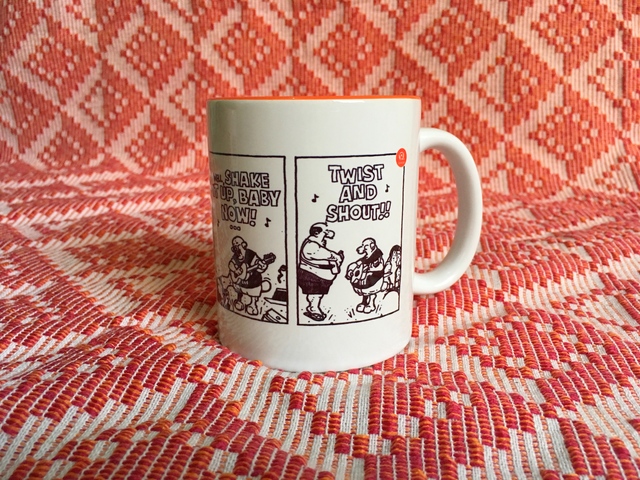 SHAKE
UP, BABY
NOW!
...
TWIST
AND
SHOUT!!